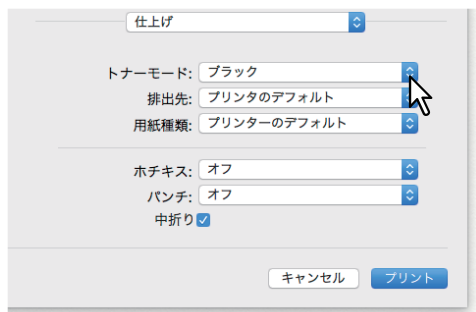 仕上げ
トナーモード: ブラック
排出先: プリンタのデフォルト
用紙種類: プリンターのデフォルト
ホチキス: オフ
パンチ: オフ
中折り
キャンセル プリント